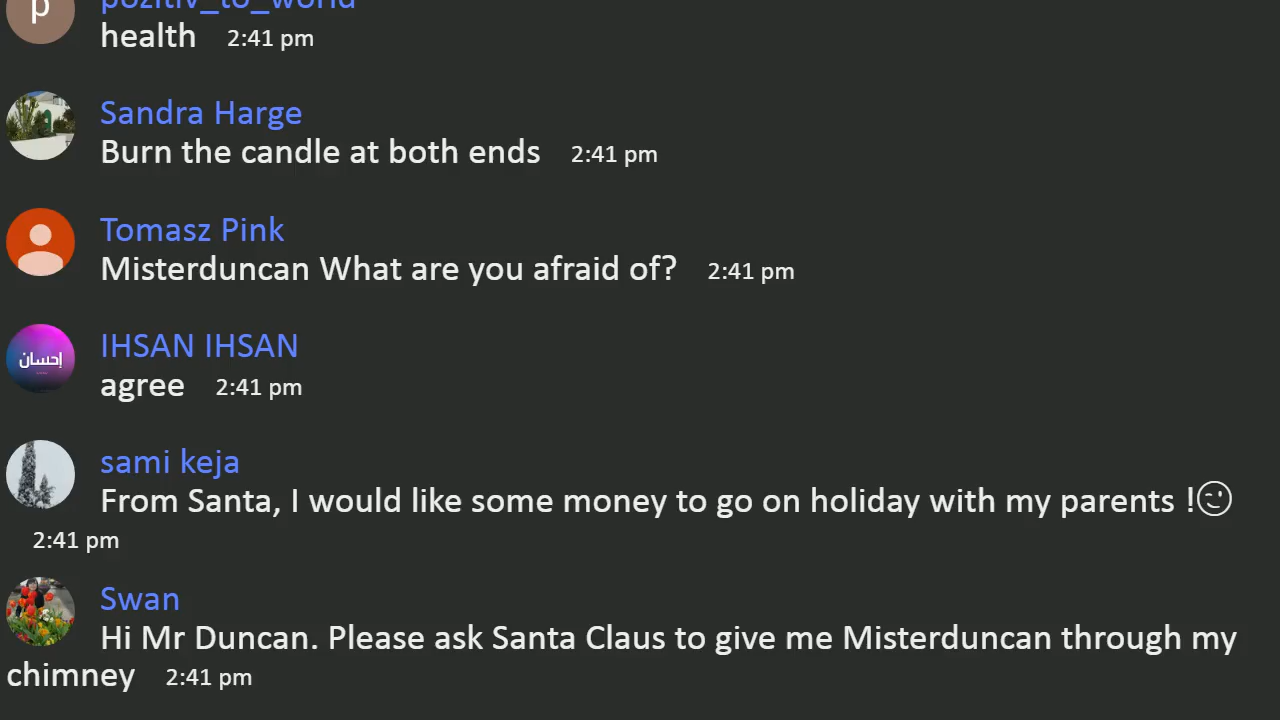 p
pozitiv_to_world
health 2:41 pm
Sandra Harge
Burn the candle at both ends 2:41 pm
Tomasz Pink
Misterduncan What are you afraid of? 2:41 pm
إحسان
IHSAN IHSAN
agree 2:41 pm
sami keja
From Santa, I would like some money to go on holiday with my parents !😉
2:41 pm
Swan
Hi Mr Duncan. Please ask Santa Claus to give me Misterduncan through my
chimney 2:41 pm